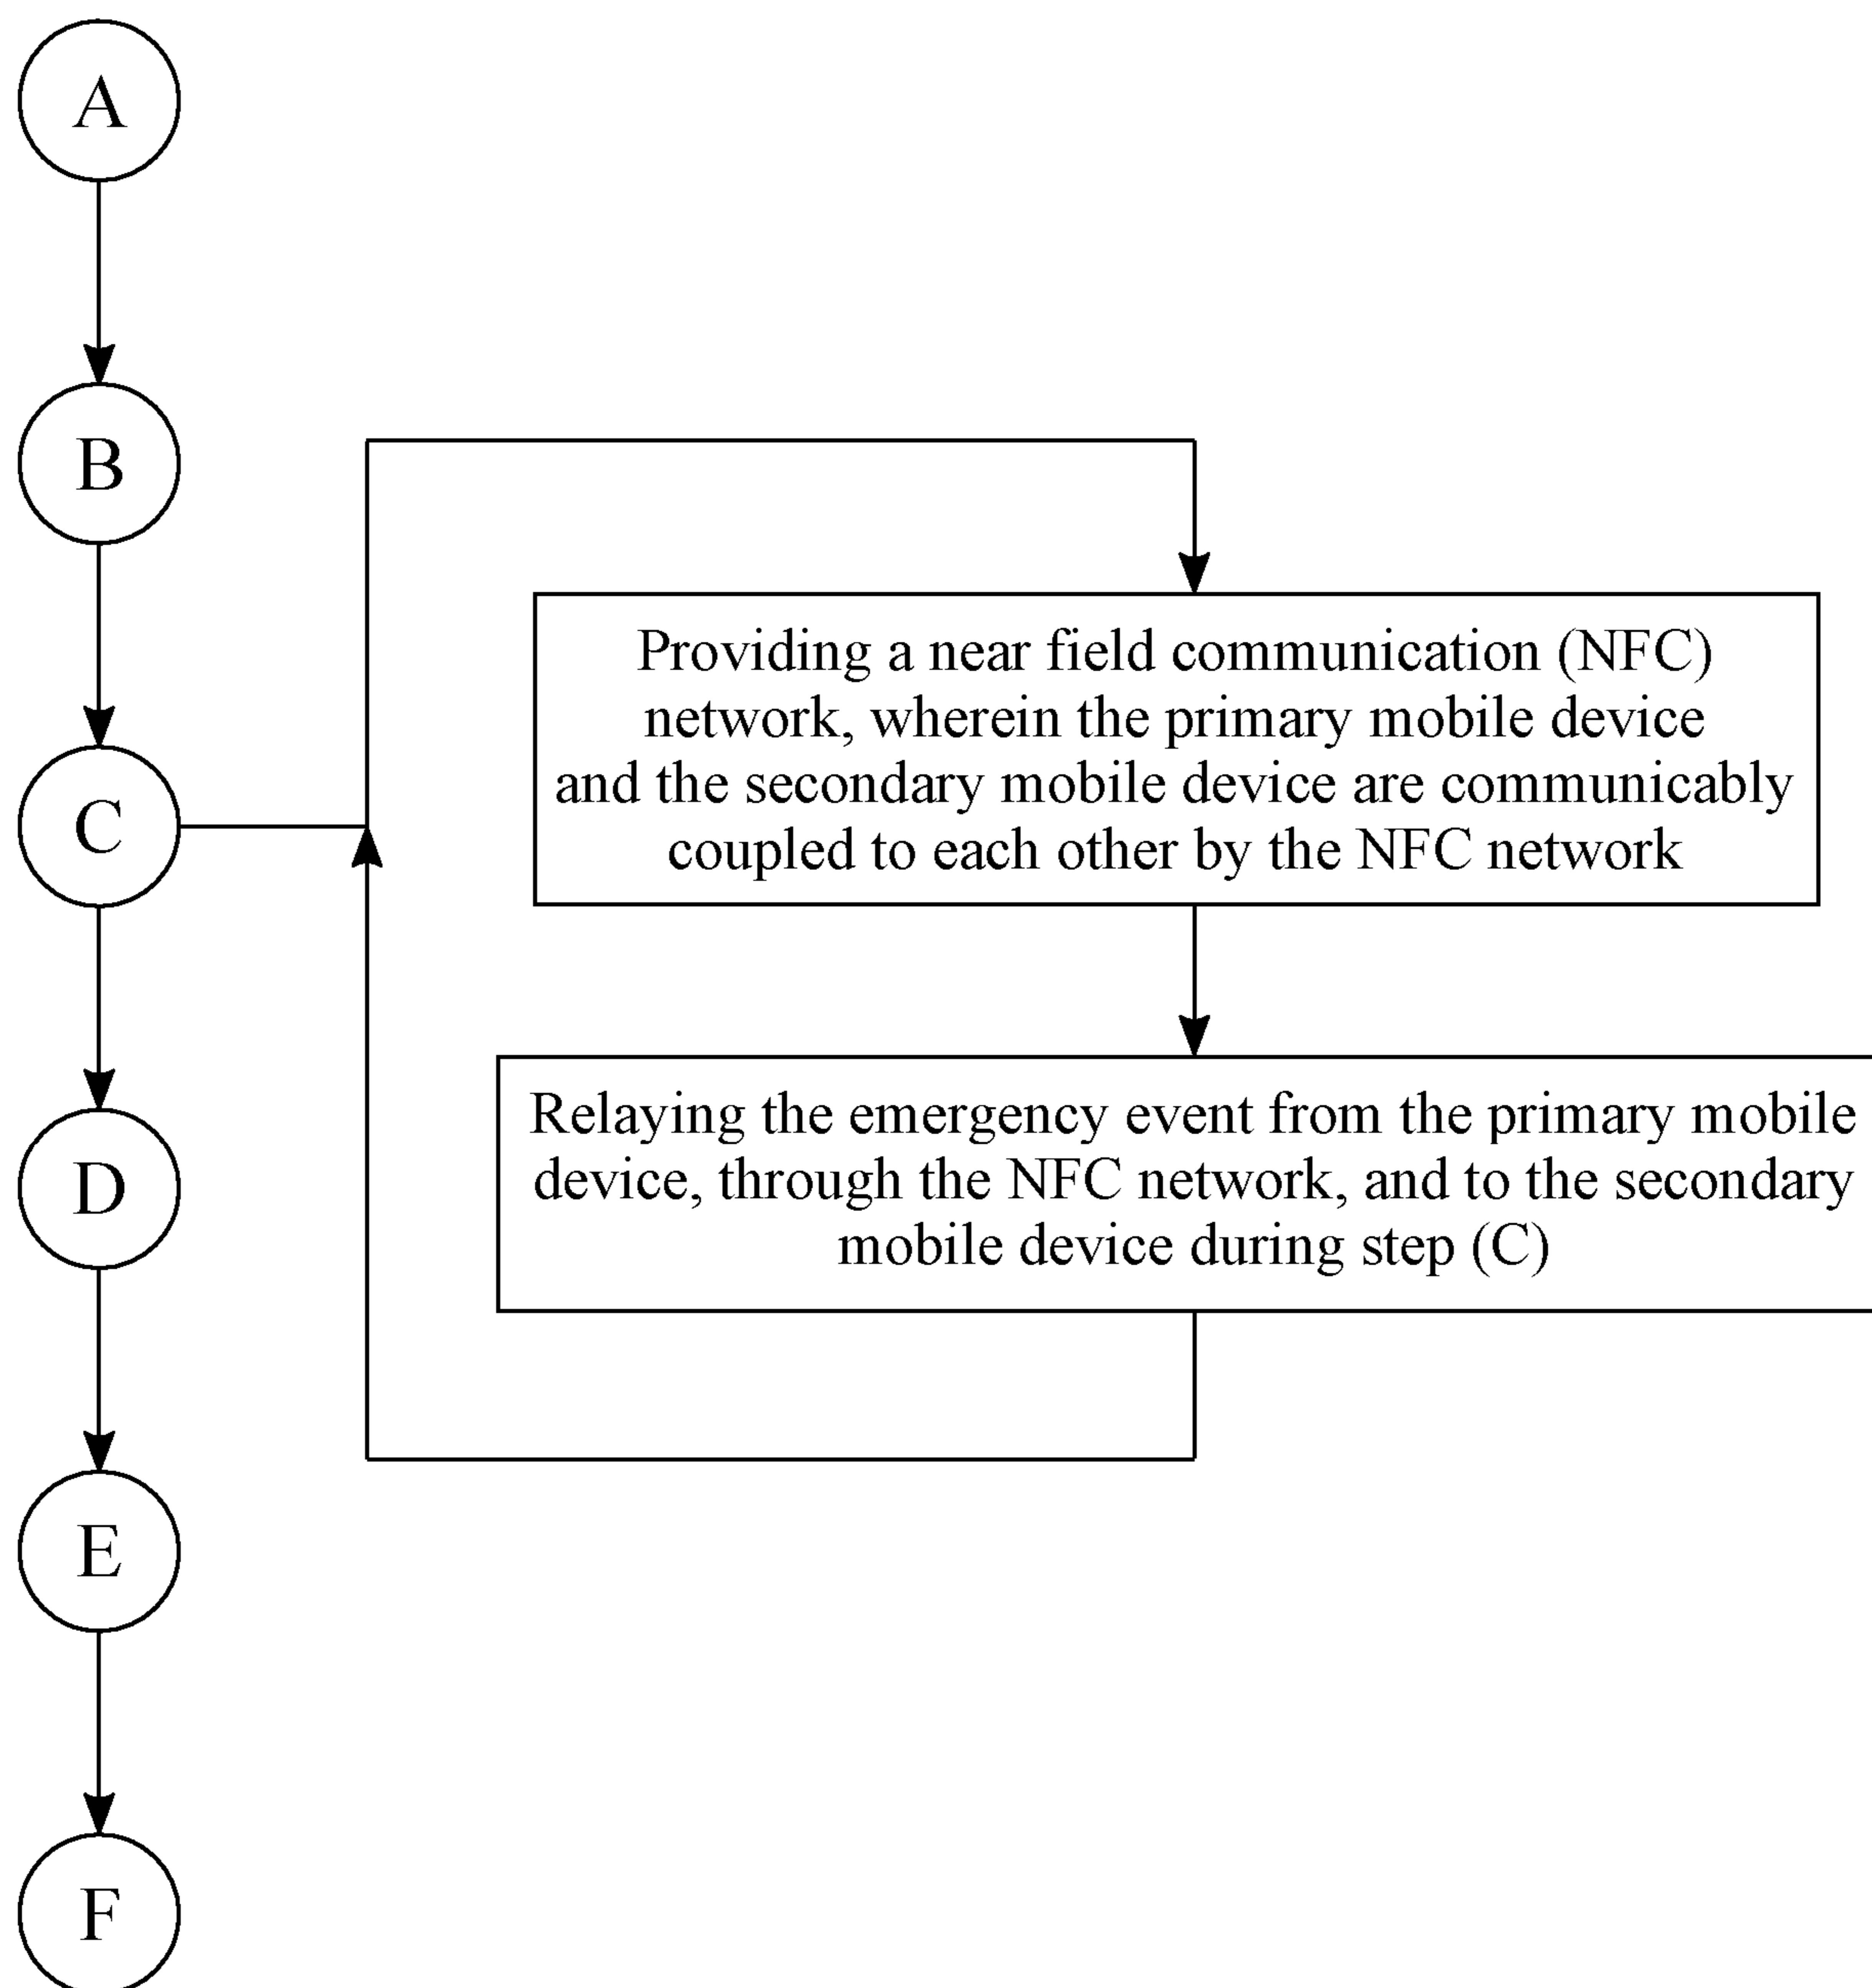 A
B
C
D
E
F
Providing a near field communication (NFC)
network, wherein the primary mobile device
and the secondary mobile device are communicably
coupled to each other by the NFC network
Relaying the emergency event from the primary mobile
device, through the NFC network, and to the secondary
mobile device during step (C)